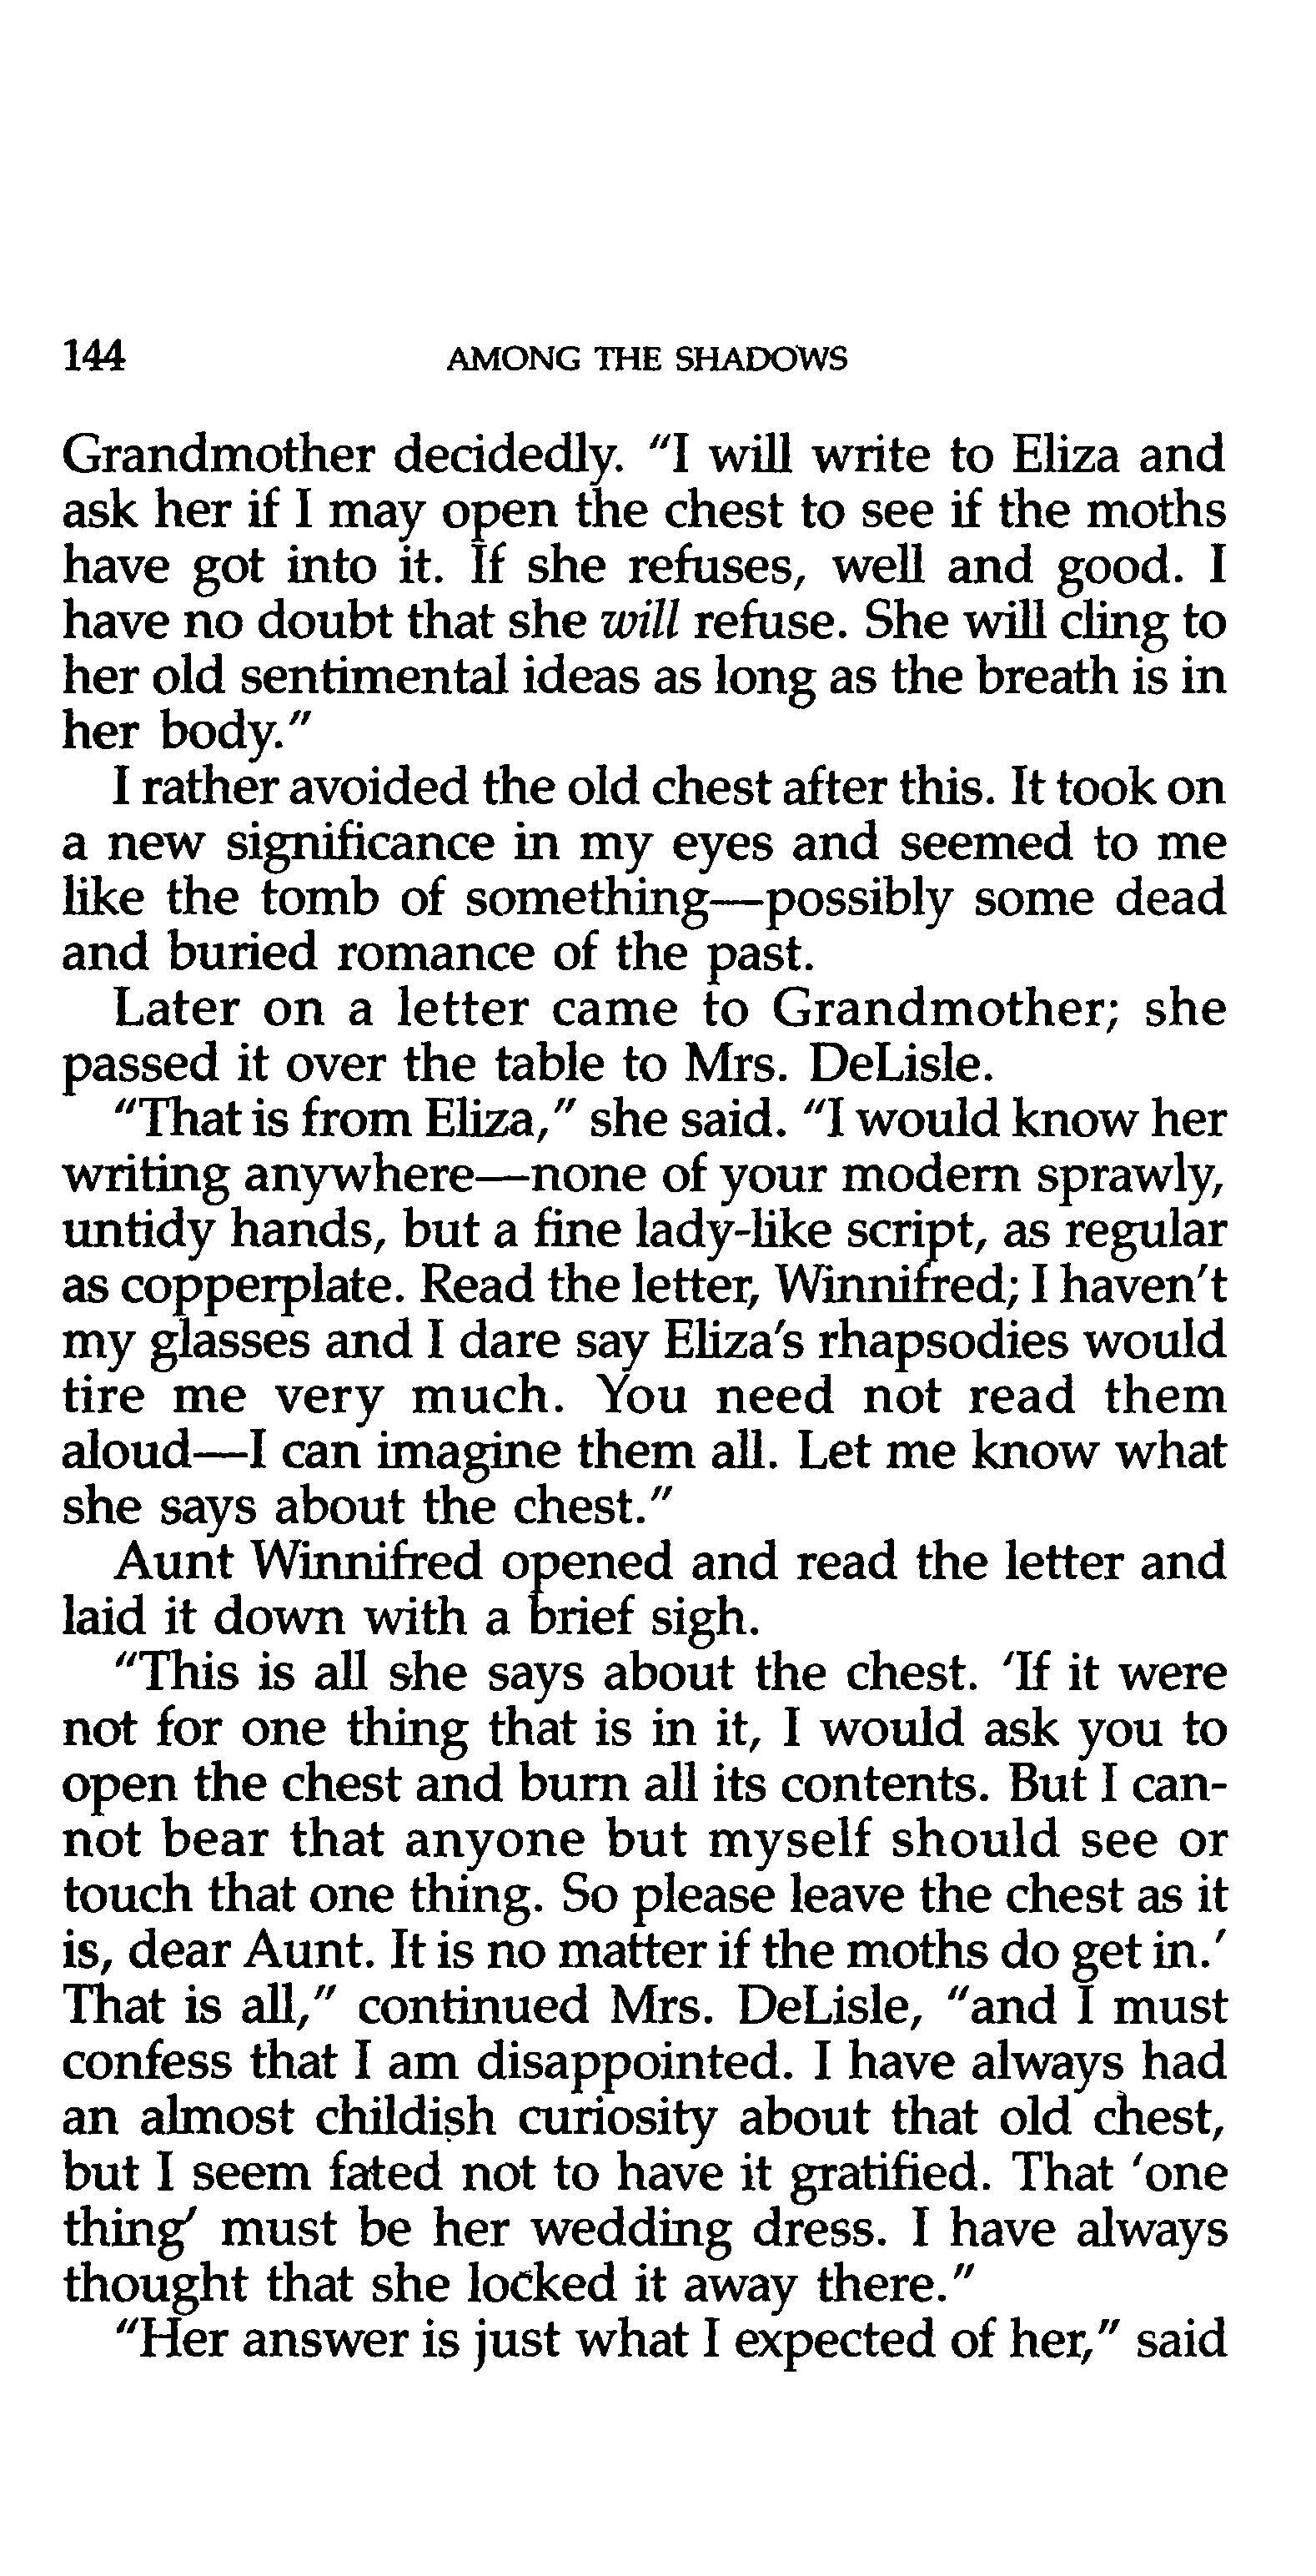 144 AMONG THE SHADOWS
Grandmother decidedly. "I will write to Eliza and
ask her if I may open the chest to see if the moths
have got into it. If she refuses, well and good. I
have no doubt that she will refuse. She will cling to
her old sentimental ideas as long as the breath is in
her body."
I rather avoided the old chest after this. It took on
a new significance in my eyes and seemed to me
like the tomb of something—possibly some dead
and buried romance of the past.
Later on a letter came to Grandmother; she
passed it over the table to Mrs. DeLisle.
"That is from Eliza," she said. "I would know her
writing anywhere—none of your modern sprawly,
untidy hands, but a fine lady-like script, as regular
as copperplate. Read the letter, Winnifred; I haven't
my glasses and I dare say Eliza's rhapsodies would
tire me very much. You need not read them
aloud—I can imagine them all. Let me know what
she says about the chest."
Aunt Winnifred opened and read the letter and
laid it down with a brief sigh.
"This is all she says about the chest. 'If it were
not for one thing that is in it, I would ask you to
open the chest and burn all its contents. But I can-
not bear that anyone but myself should see or
touch that one thing. So please leave the chest as it
is, dear Aunt. It is no matter if the moths do get in.'
That is all," continued Mrs. DeLisle, "and I must
confess that I am disappointed. I have always had
an almost childish curiosity about that old chest,
but I seem fated not to have it gratified. That 'one
thing' must be her wedding dress. I have always
thought that she locked it away there."
"Her answer is just what I expected of her," said